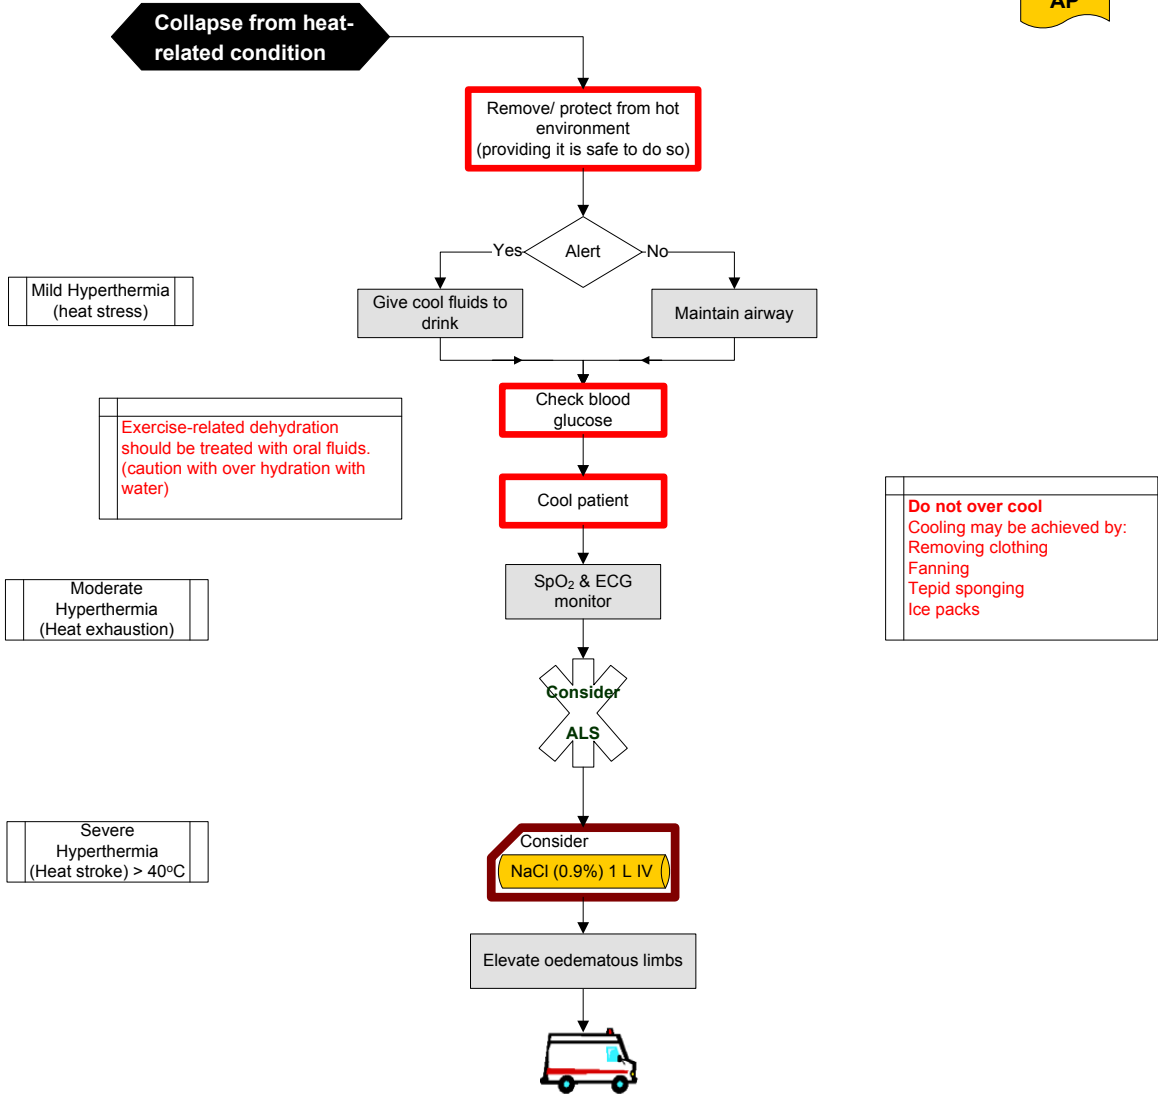 AP
Collapse from heat-
related condition
Remove/ protect from hot
environment
(providing it is safe to do so)
Yes
Alert
No
Mild Hyperthermia
(heat stress)
Give cool fluids to
drink
Maintain airway
Check blood
glucose
Exercise-related dehydration
should be treated with oral fluids.
(caution with over hydration with
water)
Cool patient
Do not over cool
Cooling may be achieved by:
Removing clothing
Fanning
Tepid sponging
Ice packs
Moderate
Hyperthermia
(Heat exhaustion)
SpO₂ & ECG
monitor
Consider
ALS
Severe
Hyperthermia
(Heat stroke) > 40ºC
Consider
NaCl (0.9%) 1 L IV
Elevate oedematous limbs